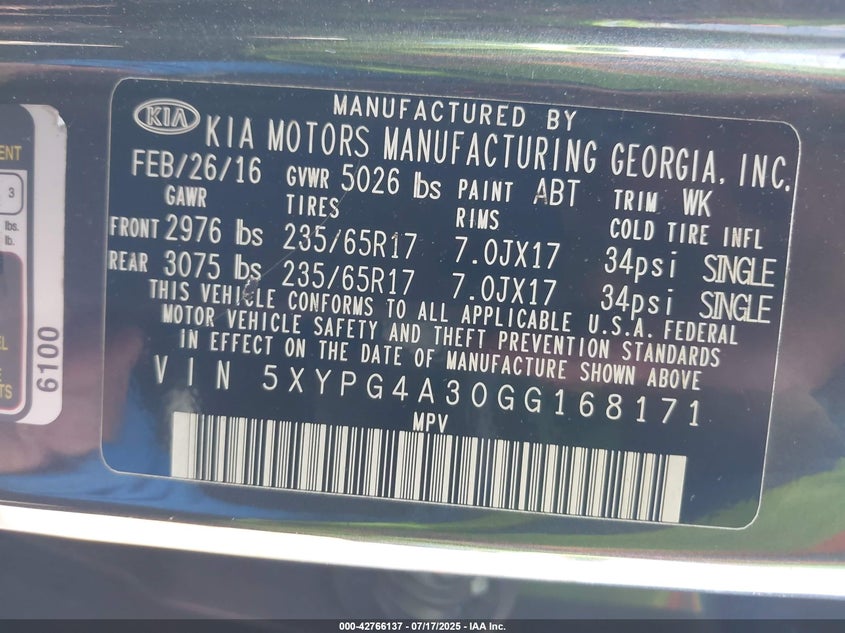 MANUFACTURED BY
KIA KIA MOTORS MANUFACTURING GEORGIA, INC.
FEB/26/16 GVWR 5026 lbs PAINT ABT TRIM WK
GAWR TIRES RIMS COLD TIRE INFL
FRONT 2976 lbs 235/65R17 7.0JX17 34psi SINGLE
REAR 3075 lbs 235/65R17 7.0JX17 34psi SINGLE
THIS VEHICLE CONFORMS TO ALL APPLICABLE U.S.A. FEDERAL
MOTOR VEHICLE SAFETY AND THEFT PREVENTION STANDARDS
IN EFFECT ON THE DATE OF MANUFACTURE SHOWN ABOVE
VIN 5XYPG4A30GG168171
MPV
3
lbs.
lb.
6100
000-42766137 - 07/17/2025 - IAA Inc.